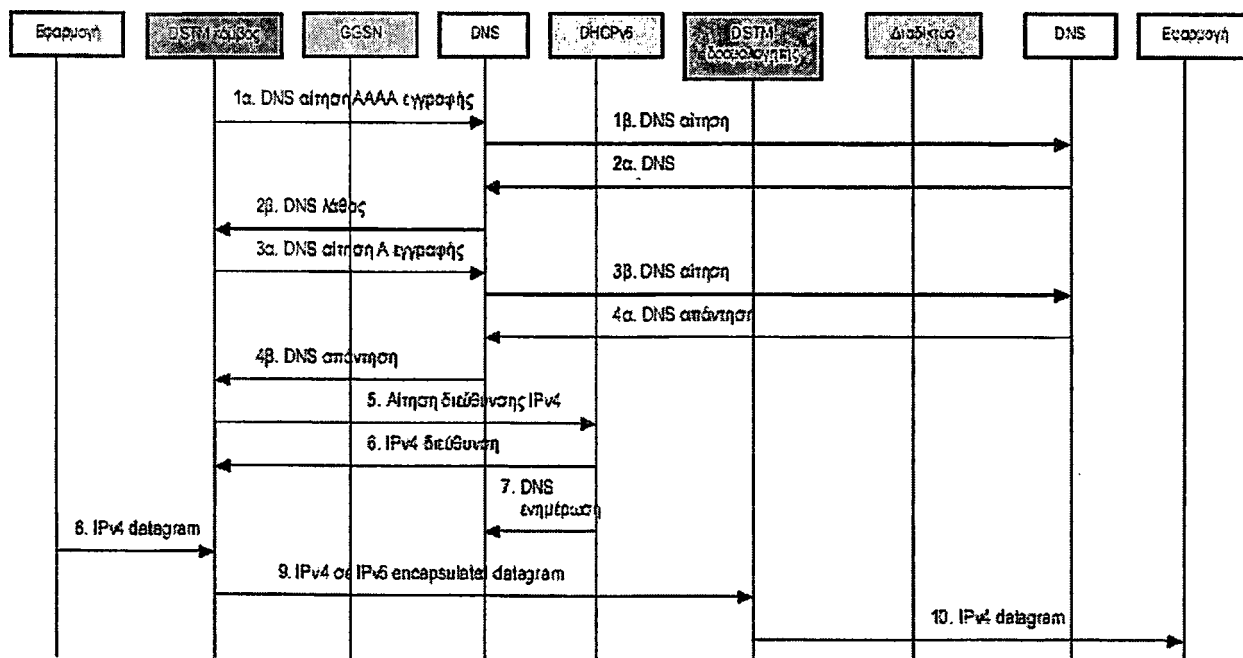 Εφαρμογή
DSTM κόμβος
GGSN
DNS
DHCPv6
DSTM
δρομολογητής
Διαδίκτυο
DNS
Εφαρμογή
1α. DNS αίτηση AAAA εγγραφής
1β. DNS αίτηση
2α. DNS
2β. DNS λάθος
3α. DNS αίτηση A εγγραφής
3β. DNS αίτηση
4α. DNS απάντηση
4β. DNS απάντηση
5. Αίτηση διεύθυνσης IPv4
6. IPv4 διεύθυνση
7. DNS
ενημέρωση
8. IPv4 datagram
9. IPv4 σε IPv6 encapsulatel datagram
10. IPv4 datagram